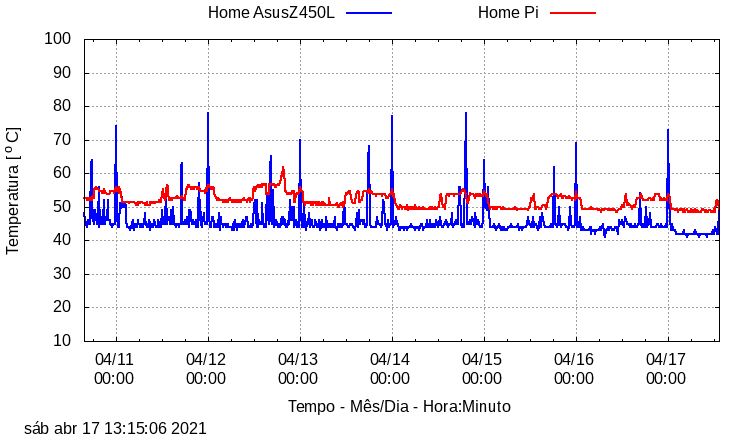 Home AsusZ450L Home Pi
100
90
80
70
60
50
40
30
20
10
Temperatura [ º C]
04/11 04/12 04/13 04/14 04/15 04/16 04/17
00:00 00:00 00:00 00:00 00:00 00:00 00:00
Tempo - Mês/Dia - Hora:Minuto
sáb abr 17 13:15:06 2021